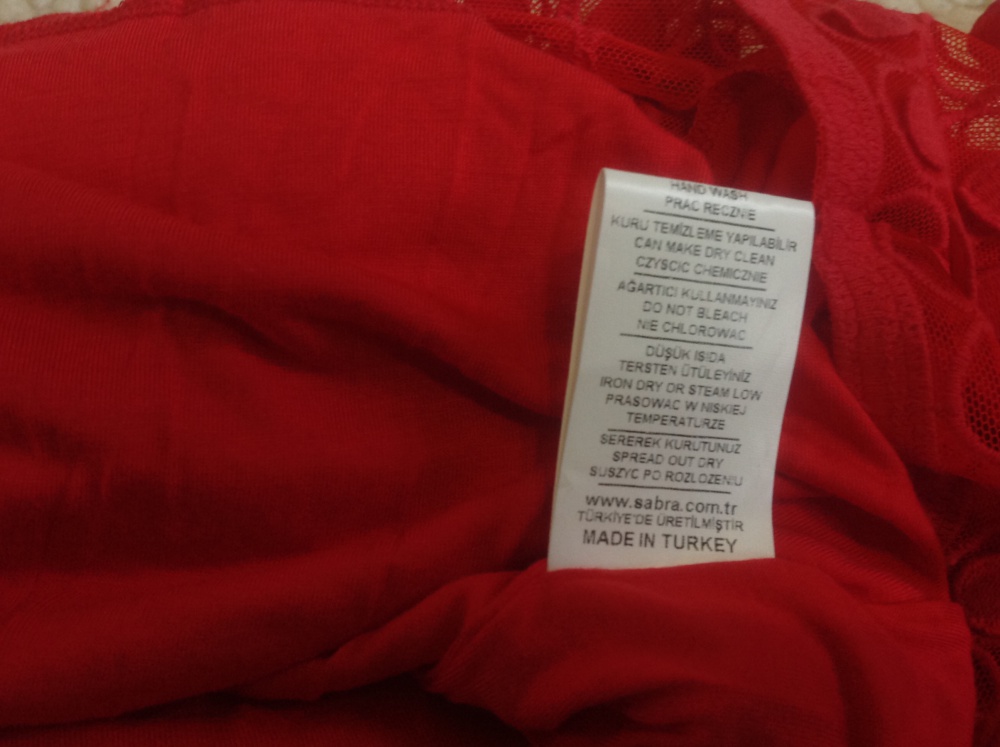 HAND WASH
PRAC RECZNIE
KURU TEMİZLEME YAPILABİLİR
CAN MAKE DRY CLEAN
CZYSCIC CHEMICZNIE
AĞARTICI KULLANMAYINIZ
DO NOT BLEACH
NIE CHLOROWAC
DÜŞÜK ISIDA
TERSTEN ÜTÜLEYİNİZ
IRON DRY OR STEAM LOW
PRASOWAC W NISKIEJ
TEMPERATURZE
SEREREK KURUTUNUZ
SPREAD OUT DRY
SUSZYC PO ROZLOZENIU
www.sabra.com.tr
TÜRKİYE'DE ÜRETİLMİŞTİR
MADE IN TURKEY